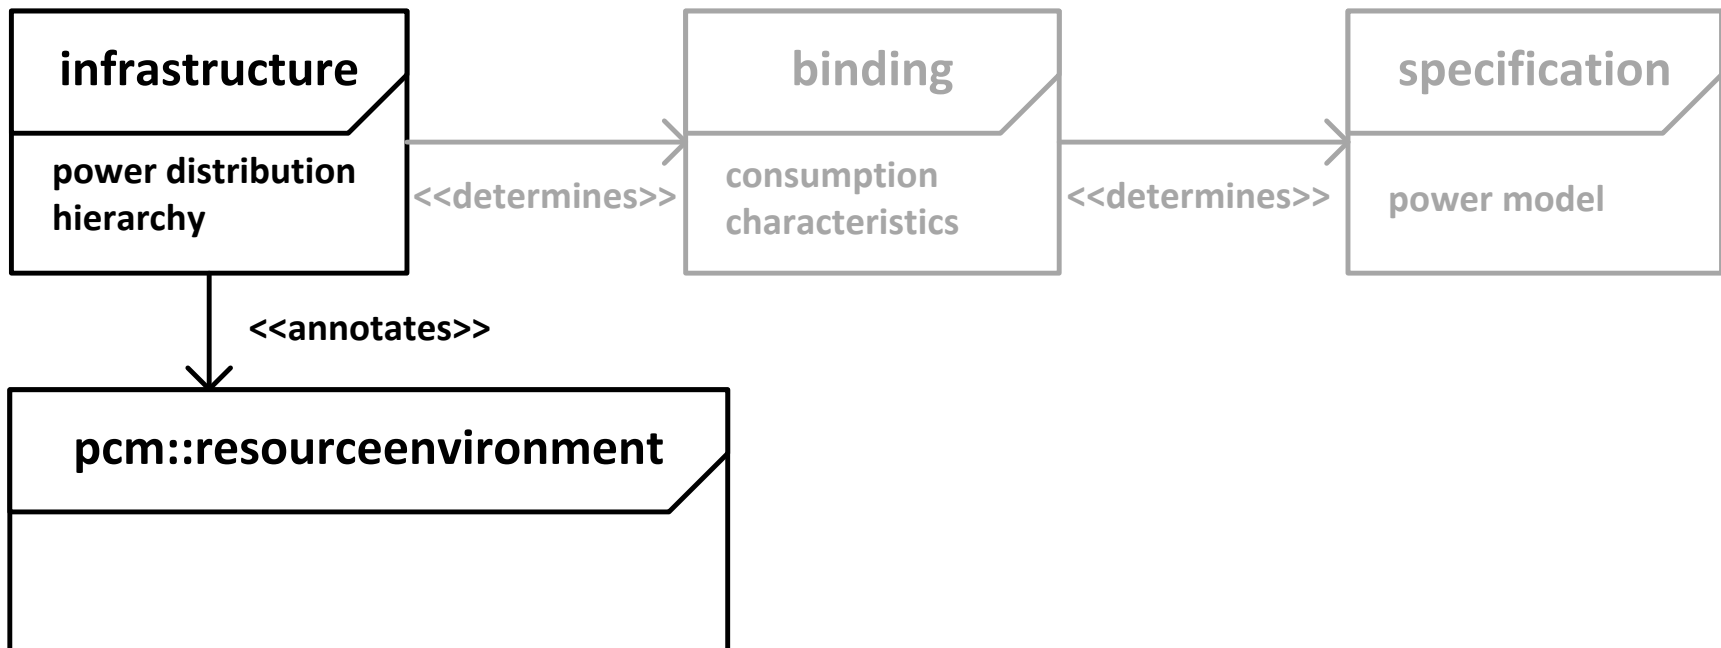 infrastructure
power distribution
hierarchy
<<determines>>
binding
consumption
characteristics
<<determines>>
specification
power model
<<annotates>>
pcm::resourceenvironment